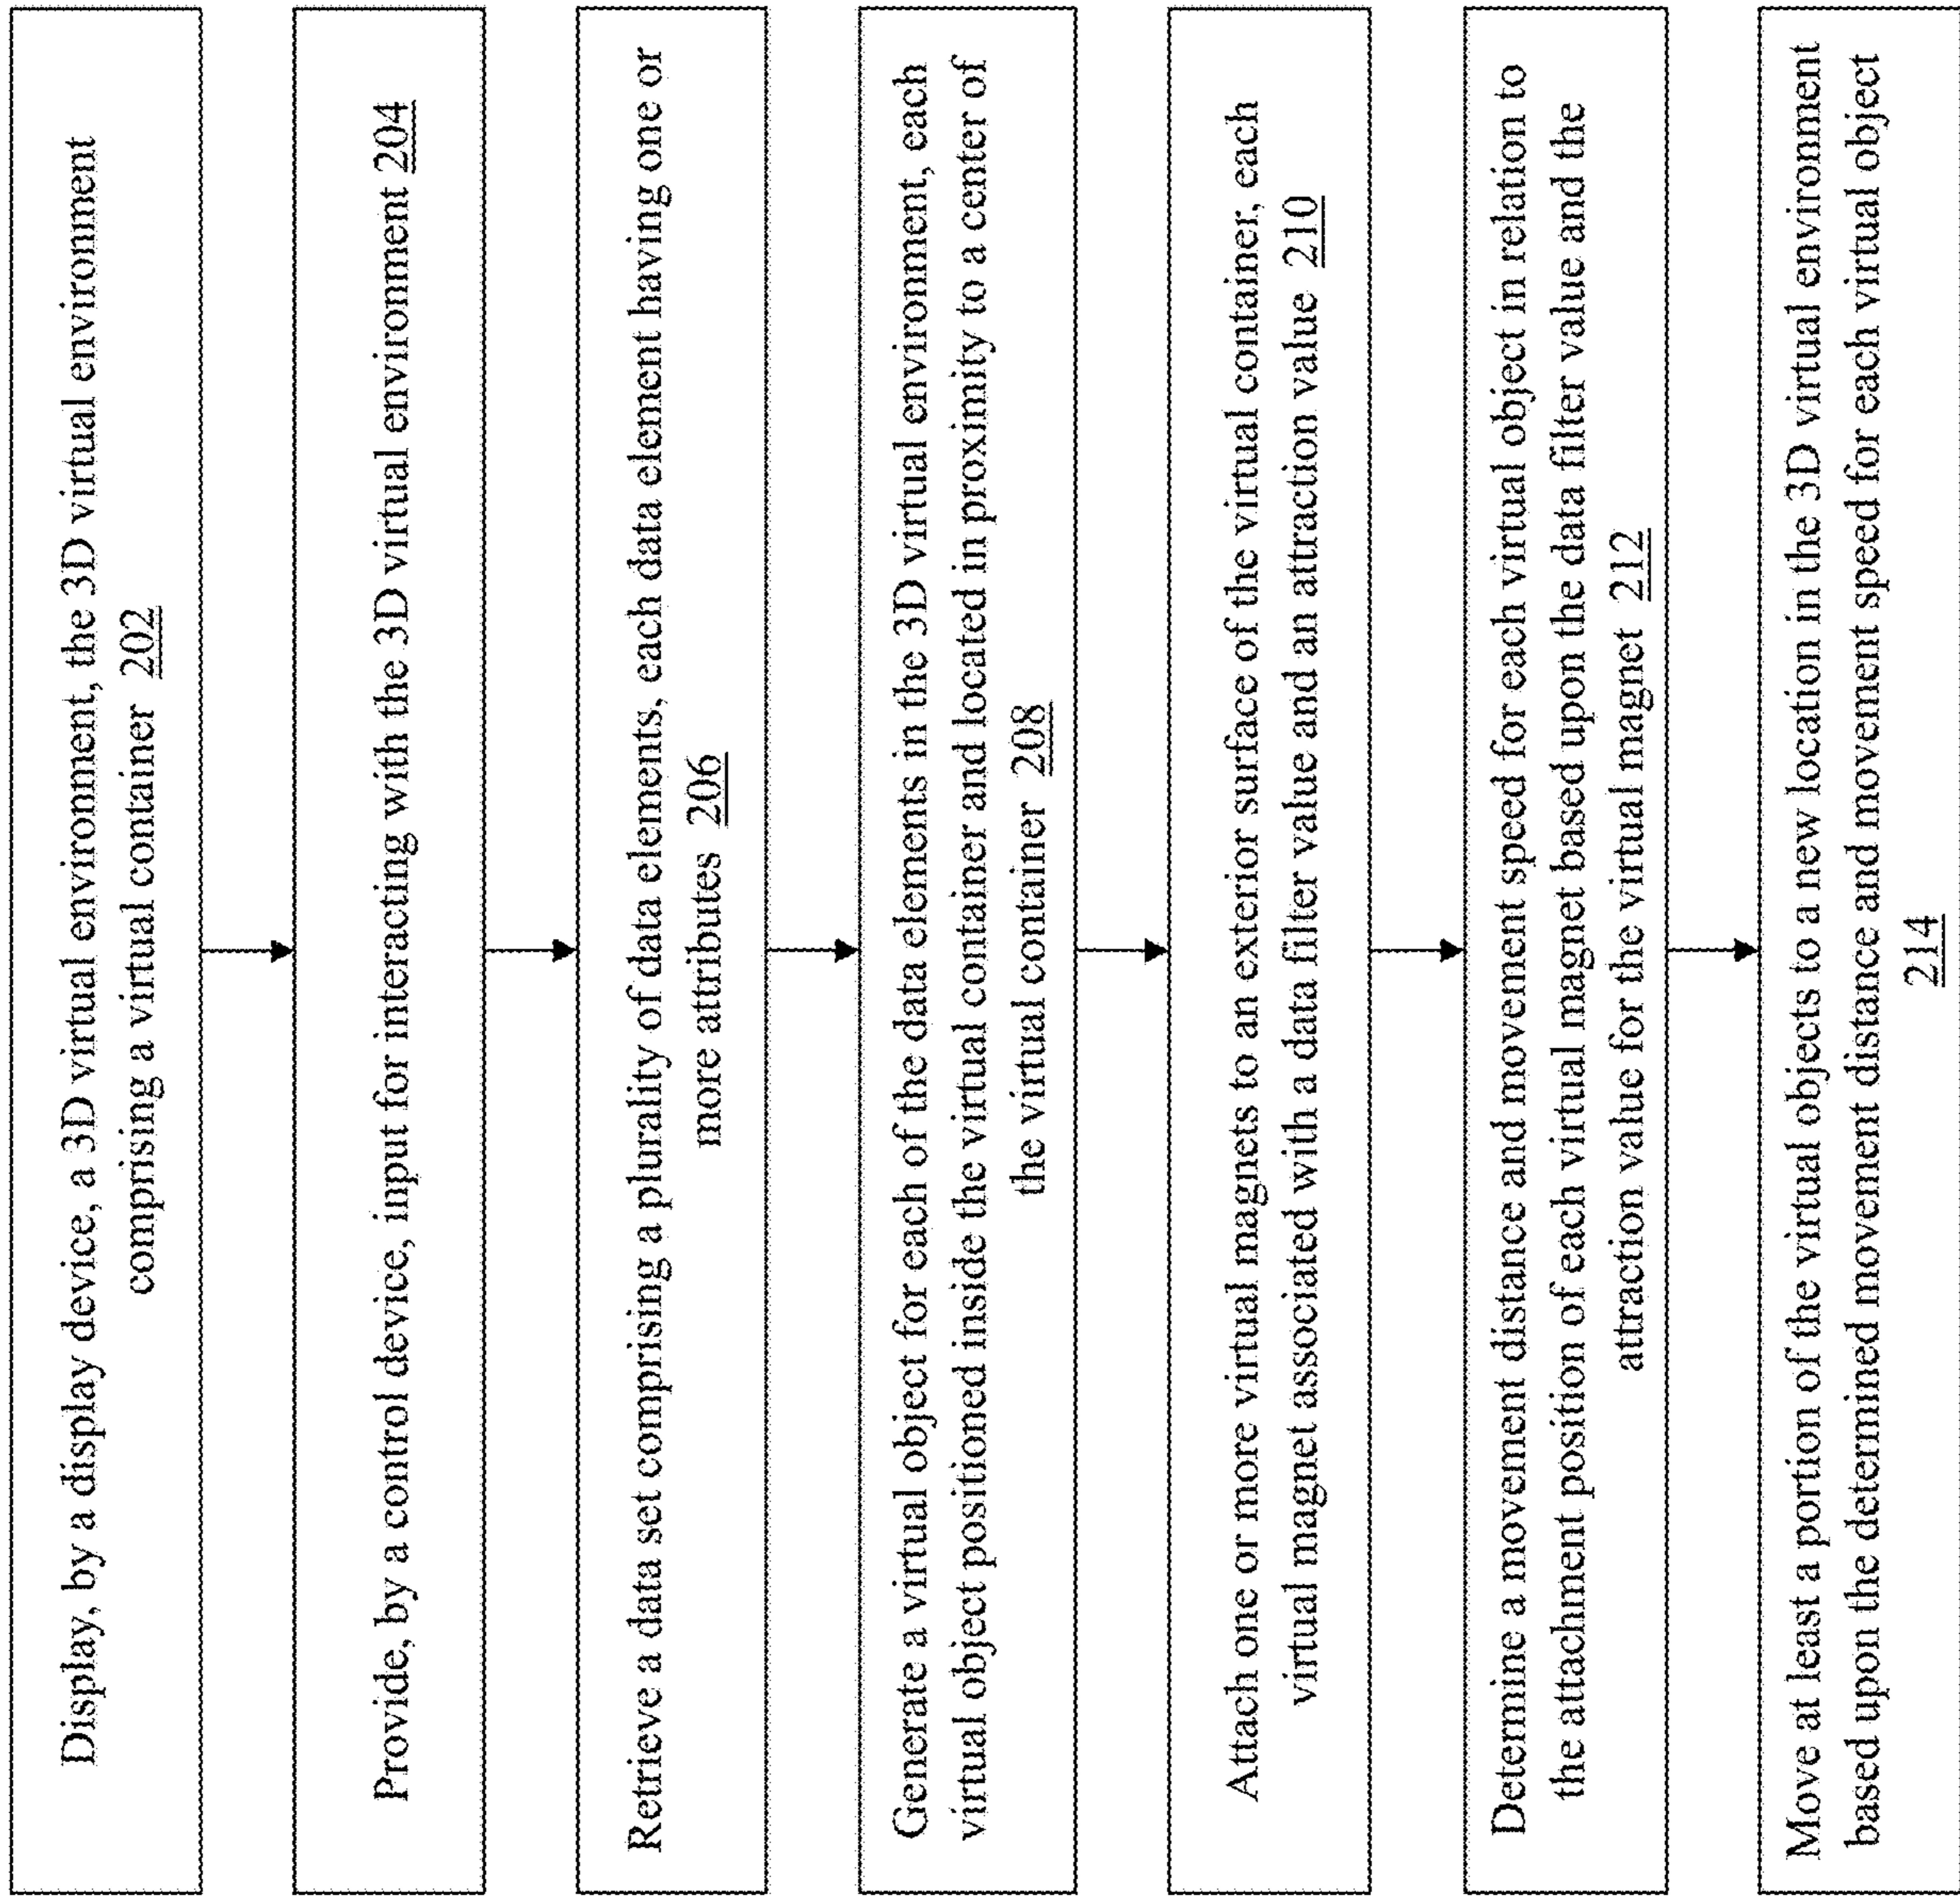 Display, by a display device, a 3D virtual environment, the 3D virtual environment
comprising a virtual container 202
Provide, by a control device, input for interacting with the 3D virtual environment 204
Retrieve a data set comprising a plurality of data elements, each data element having one or
more attributes 206
Generate a virtual object for each of the data elements in the 3D virtual environment, each
virtual object positioned inside the virtual container and located in proximity to a center of
the virtual container 208
Attach one or more virtual magnets to an exterior surface of the virtual container, each
virtual magnet associated with a data filter value and an attraction value 210
Determine a movement distance and movement speed for each virtual object in relation to
the attachment position of each virtual magnet based upon the data filter value and the
attraction value for the virtual magnet 212
Move at least a portion of the virtual objects to a new location in the 3D virtual environment
based upon the determined movement distance and movement speed for each virtual object
214